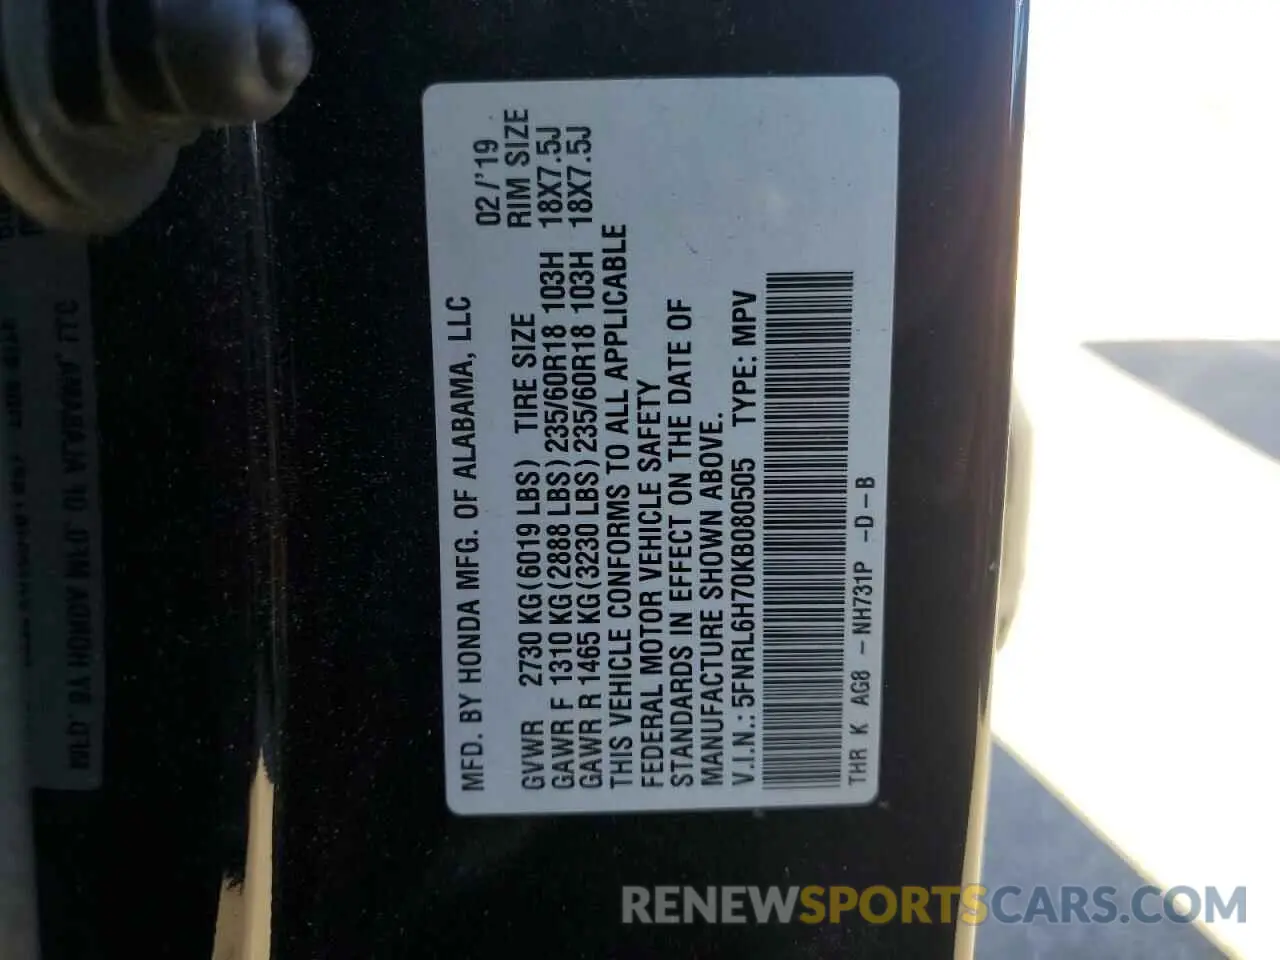 MFD. BY HONDA MFG. OF ALABAMA, LLC
02/'19
GVWR 2730 KG(6019 LBS) TIRE SIZE RIM SIZE
GAWR F 1310 KG(2888 LBS)235/60R18 103H 18X7.5J
GAWR R 1465 KG(3230 LBS)235/60R18 103H 18X7.5J
THIS VEHICLE CONFORMS TO ALL APPLICABLE
FEDERAL MOTOR VEHICLE SAFETY
STANDARDS IN EFFECT ON THE DATE OF
MANUFACTURE SHOWN ABOVE.
V.I.N.: 5FNRL6H70KB080505 TYPE: MPV
THR K AG8 -NH731P -D-B
RENEWSPORTSCARS.COM